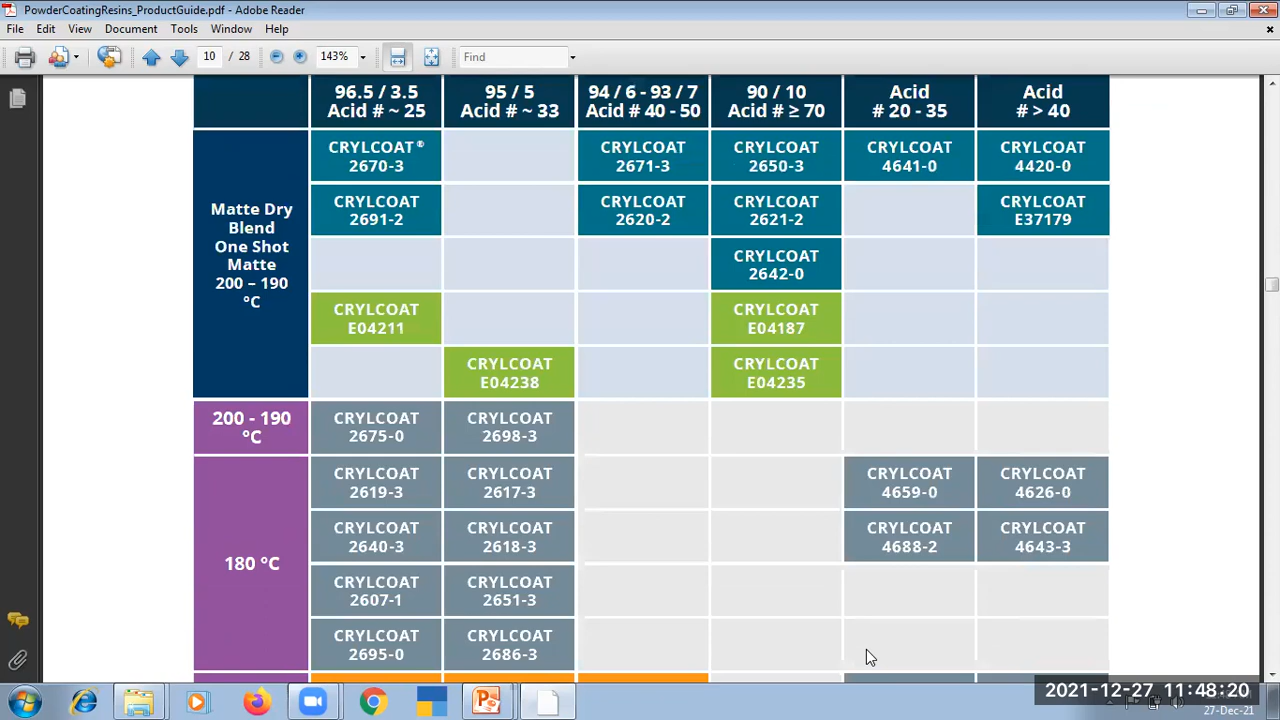 PowderCoatingResins_ProductGuide.pdf - Adobe Reader
File Edit View Document Tools Window Help
10 / 28 143% Find
96.5 / 3.5 95 / 5 94 / 6 - 93 / 7 90 / 10 Acid Acid
Acid # ~ 25 Acid # ~ 33 Acid # 40 - 50 Acid # ≥ 70 # 20 - 35 # > 40
Matte Dry
Blend
One Shot
Matte
200 – 190
°C
CRYLCOAT® CRYLCOAT CRYLCOAT CRYLCOAT CRYLCOAT
2670-3 2671-3 2650-3 4641-0 4420-0
CRYLCOAT CRYLCOAT CRYLCOAT CRYLCOAT
2691-2 2620-2 2621-2 E37179
CRYLCOAT
2642-0
CRYLCOAT CRYLCOAT
E04211 E04187
CRYLCOAT CRYLCOAT
E04238 E04235
200 - 190 CRYLCOAT CRYLCOAT
°C 2675-0 2698-3
180 °C
CRYLCOAT CRYLCOAT CRYLCOAT CRYLCOAT
2619-3 2617-3 4659-0 4626-0
CRYLCOAT CRYLCOAT CRYLCOAT CRYLCOAT
2640-3 2618-3 4688-2 4643-3
CRYLCOAT CRYLCOAT
2607-1 2651-3
CRYLCOAT CRYLCOAT
2695-0 2686-3
2021-12-27 11:48:20
27-Dec-21